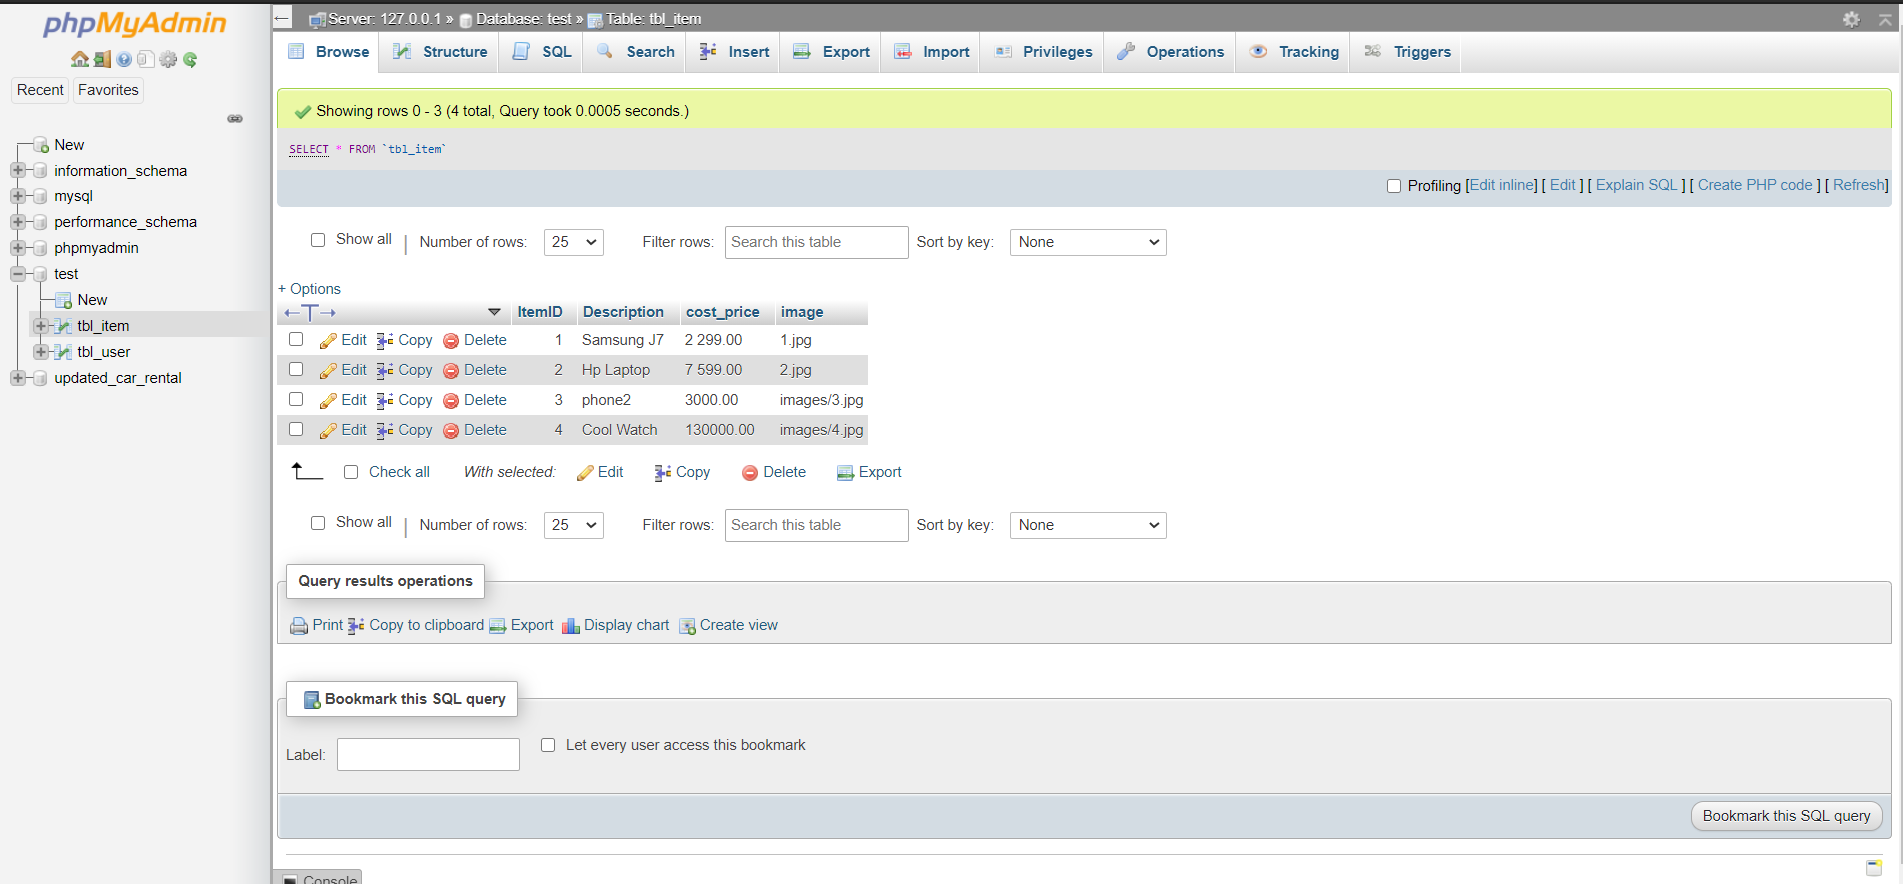 phpMyAdmin
Recent Favorites
New
information_schema
mysql
performance_schema
phpmyadmin
test
New
tbl_item
tbl_user
updated_car_rental
Server: 127.0.0.1 » Database: test » Table: tbl_item
Browse Structure SQL Search Insert Export Import Privileges Operations Tracking Triggers
Showing rows 0 - 3 (4 total, Query took 0.0005 seconds.)
SELECT * FROM `tbl_item`
Profiling [Edit inline] [ Edit ] [ Explain SQL ] [ Create PHP code ] [ Refresh]
Show all | Number of rows: 25 Filter rows: Search this table Sort by key: None
+ Options
←T→ ItemID Description cost_price image
Edit Copy Delete 1 Samsung J7 2 299.00 1.jpg
Edit Copy Delete 2 Hp Laptop 7 599.00 2.jpg
Edit Copy Delete 3 phone2 3000.00 images/3.jpg
Edit Copy Delete 4 Cool Watch 130000.00 images/4.jpg
Check all With selected: Edit Copy Delete Export
Show all | Number of rows: 25 Filter rows: Search this table Sort by key: None
Query results operations
Print Copy to clipboard Export Display chart Create view
Bookmark this SQL query
Label: Let every user access this bookmark
Bookmark this SQL query
Console